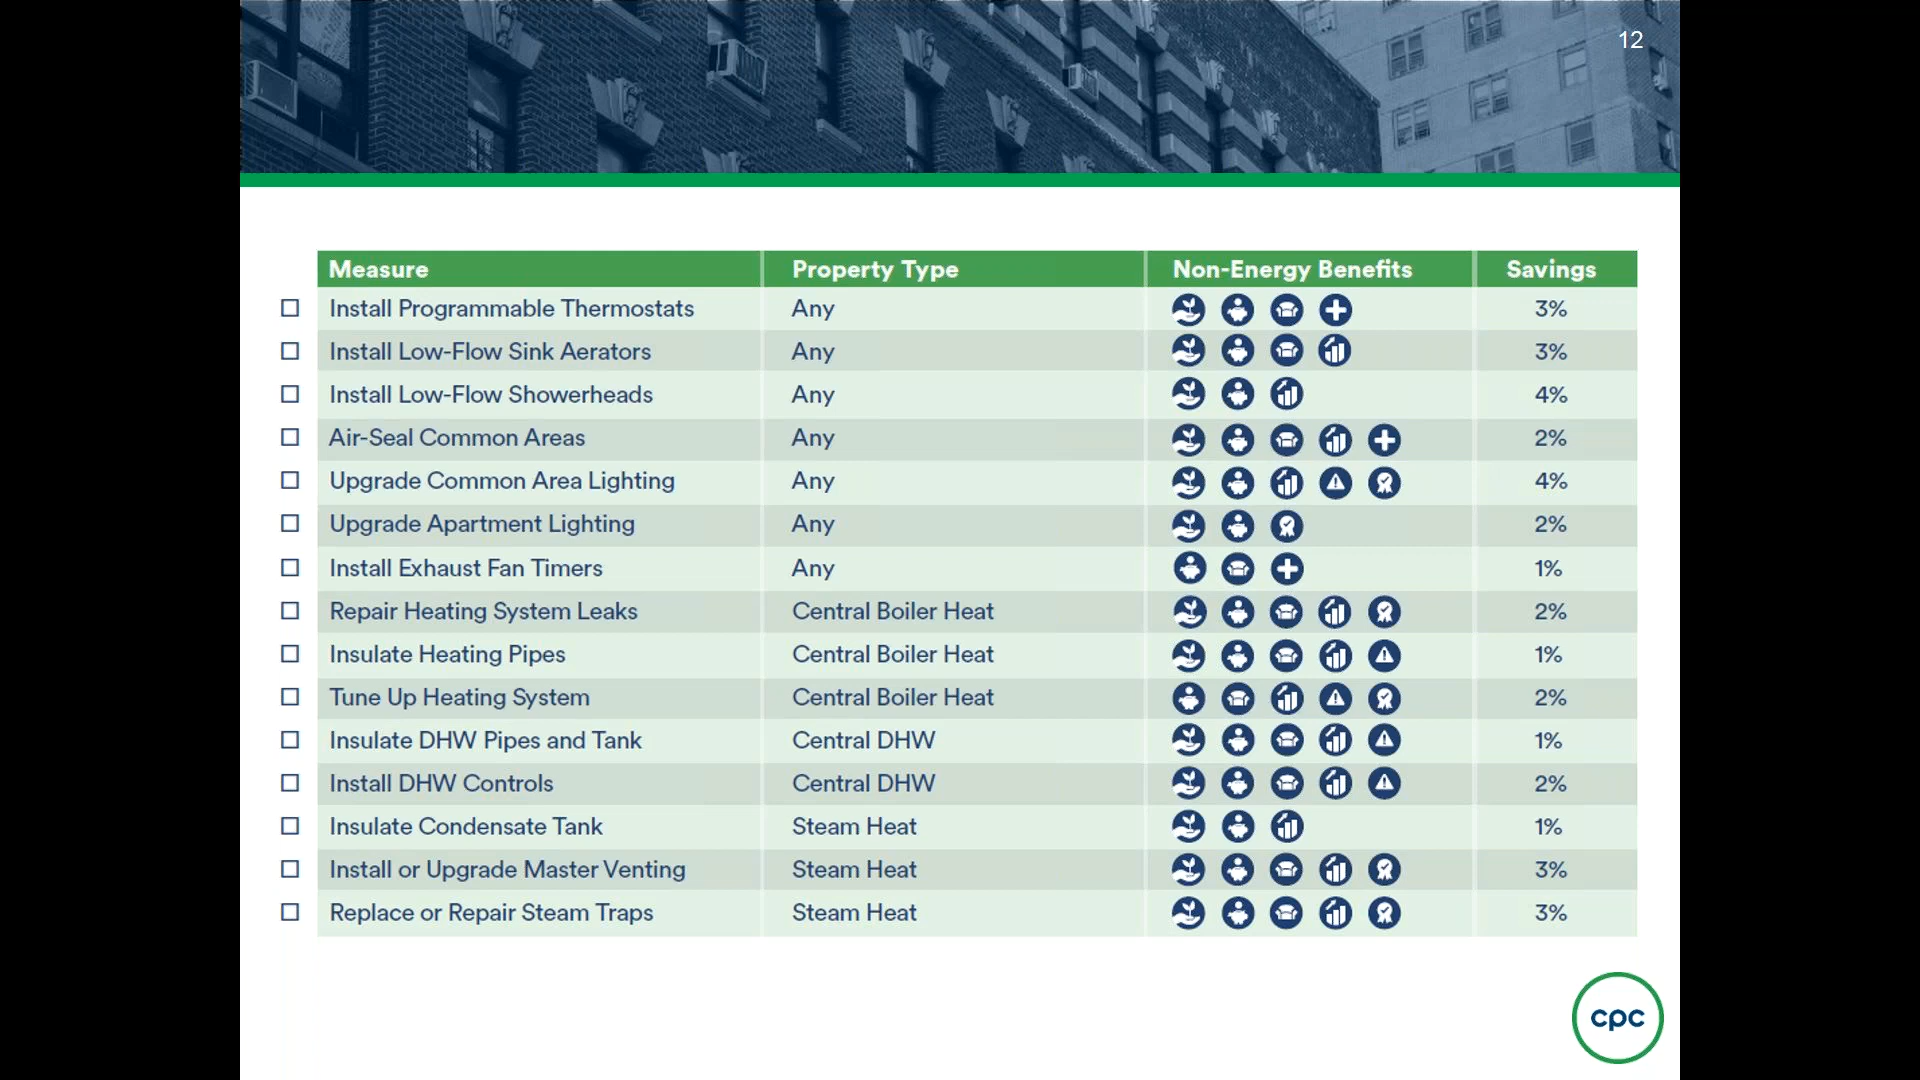 12
Measure Property Type Non-Energy Benefits Savings
Install Programmable Thermostats Any 3%
Install Low-Flow Sink Aerators Any 3%
Install Low-Flow Showerheads Any 4%
Air-Seal Common Areas Any 2%
Upgrade Common Area Lighting Any 4%
Upgrade Apartment Lighting Any 2%
Install Exhaust Fan Timers Any 1%
Repair Heating System Leaks Central Boiler Heat 2%
Insulate Heating Pipes Central Boiler Heat 1%
Tune Up Heating System Central Boiler Heat 2%
Insulate DHW Pipes and Tank Central DHW 1%
Install DHW Controls Central DHW 2%
Insulate Condensate Tank Steam Heat 1%
Install or Upgrade Master Venting Steam Heat 3%
Replace or Repair Steam Traps Steam Heat 3%
cpc